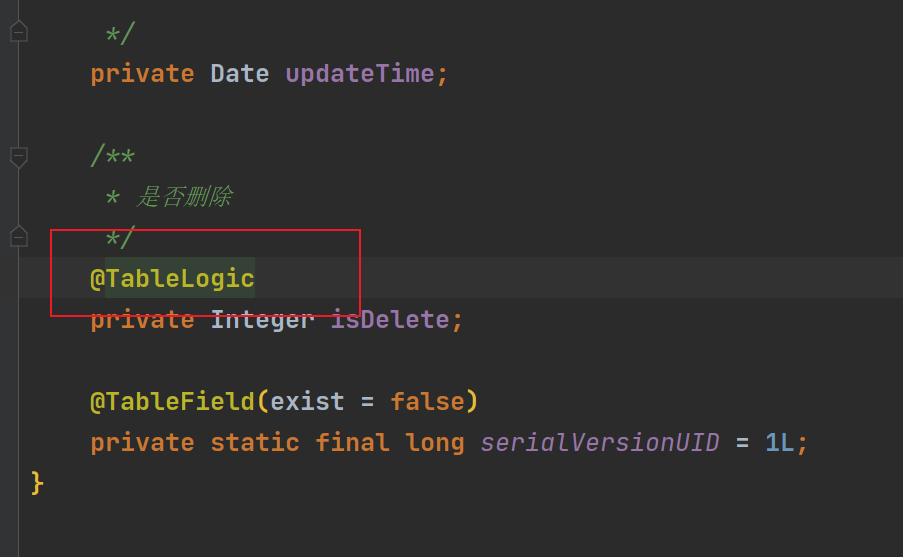 */
private Date updateTime;
/**
* 是否删除
*/
@TableLogic
private Integer isDelete;
@TableField(exist = false)
private static final long serialVersionUID = 1L;
}